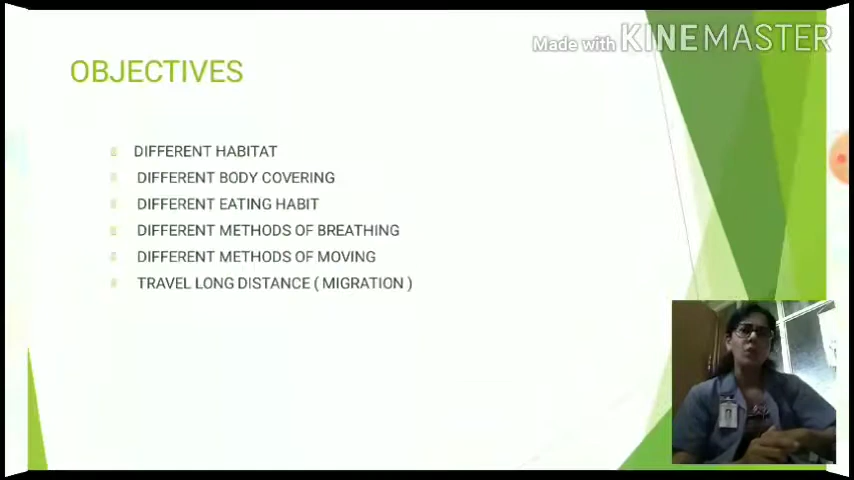 Made with KINEMASTER
OBJECTIVES
DIFFERENT HABITAT
DIFFERENT BODY COVERING
DIFFERENT EATING HABIT
DIFFERENT METHODS OF BREATHING
DIFFERENT METHODS OF MOVING
TRAVEL LONG DISTANCE ( MIGRATION )